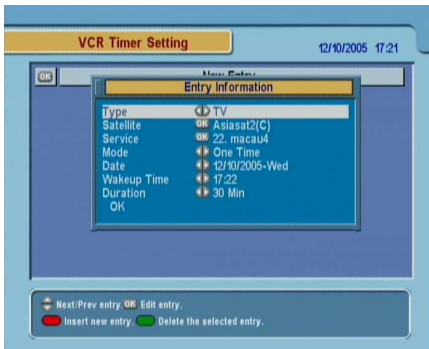 VCR Timer Setting
12/10/2005 17:21
OK
New Entry
Entry Information
Type TV
Satellite OK Asiasat2(C)
Service OK 22. macau4
Mode One Time
Date 12/10/2005-Wed
Wakeup Time 17:22
Duration 30 Min
OK
Next/Prev entry. OK Edit entry.
Insert new entry. Delete the selected entry.